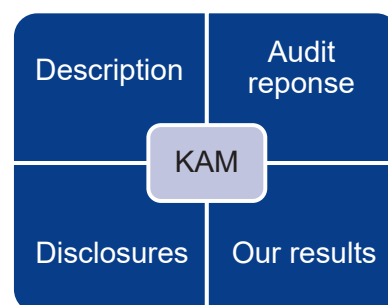 Description
Audit
reponse
KAM
Disclosures
Our results